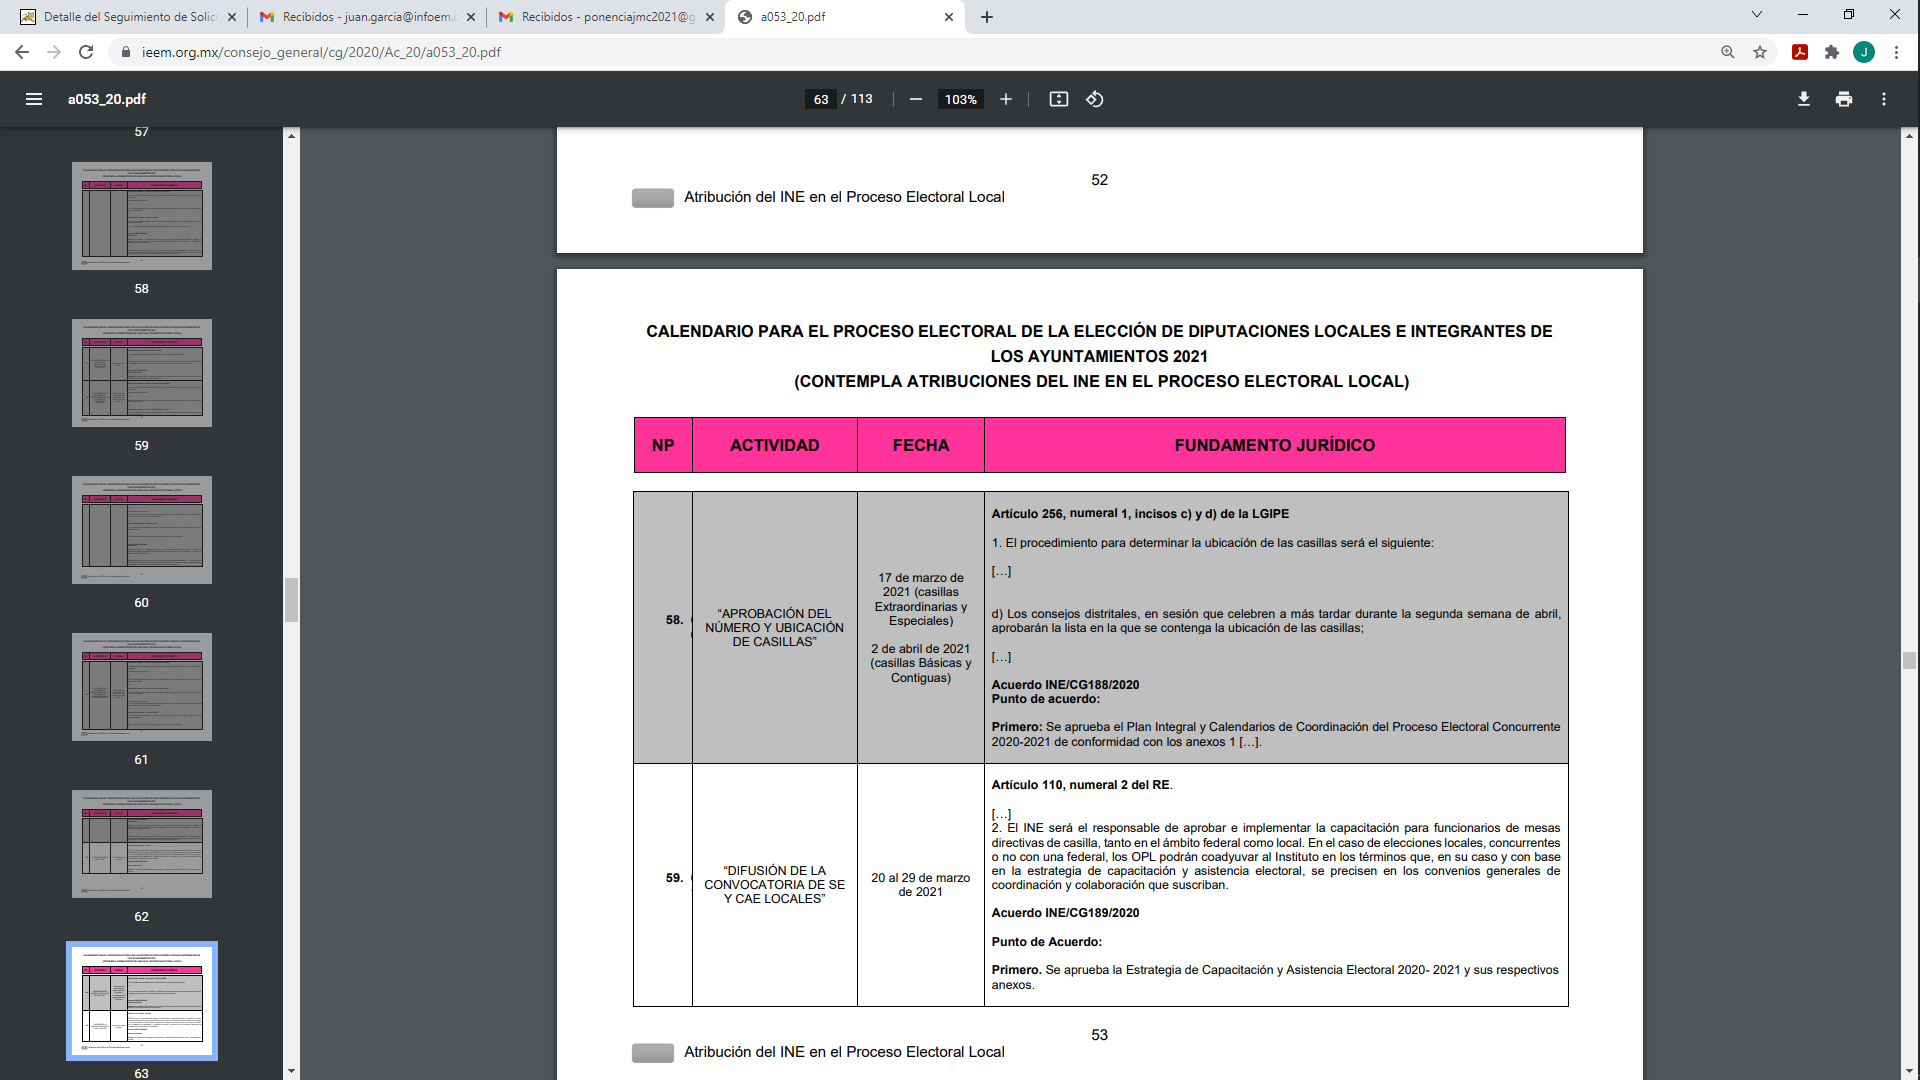 Detalle del Seguimiento de Solici
Recibidos - juan.garcia@infoem.c
Recibidos - ponenciajmc2021@g
a053_20.pdf
ieem.org.mx/consejo_general/cg/2020/Ac_20/a053_20.pdf
J
a053_20.pdf
63 / 113
103%
57
58
59
60
61
62
63
52
Atribución del INE en el Proceso Electoral Local
CALENDARIO PARA EL PROCESO ELECTORAL DE LA ELECCIÓN DE DIPUTACIONES LOCALES E INTEGRANTES DE
LOS AYUNTAMIENTOS 2021
(CONTEMPLA ATRIBUCIONES DEL INE EN EL PROCESO ELECTORAL LOCAL)
NP
ACTIVIDAD
FECHA
FUNDAMENTO JURÍDICO
58.
“APROBACIÓN DEL
NÚMERO Y UBICACIÓN
DE CASILLAS”
17 de marzo de
2021 (casillas
Extraordinarias y
Especiales)
2 de abril de 2021
(casillas Básicas y
Contiguas)
Artículo 256, numeral 1, incisos c) y d) de la LGIPE
1. El procedimiento para determinar la ubicación de las casillas será el siguiente:
[…]
d) Los consejos distritales, en sesión que celebren a más tardar durante la segunda semana de abril,
aprobarán la lista en la que se contenga la ubicación de las casillas;
[…]
Acuerdo INE/CG188/2020
Punto de acuerdo:
Primero: Se aprueba el Plan Integral y Calendarios de Coordinación del Proceso Electoral Concurrente
2020-2021 de conformidad con los anexos 1 […].
59.
“DIFUSIÓN DE LA
CONVOCATORIA DE SE
Y CAE LOCALES”
20 al 29 de marzo
de 2021
Artículo 110, numeral 2 del RE.
[…]
2. El INE será el responsable de aprobar e implementar la capacitación para funcionarios de mesas
directivas de casilla, tanto en el ámbito federal como local. En el caso de elecciones locales, concurrentes
o no con una federal, los OPL podrán coadyuvar al Instituto en los términos que, en su caso y con base
en la estrategia de capacitación y asistencia electoral, se precisen en los convenios generales de
coordinación y colaboración que suscriban.
Acuerdo INE/CG189/2020
Punto de Acuerdo:
Primero. Se aprueba la Estrategia de Capacitación y Asistencia Electoral 2020- 2021 y sus respectivos
anexos.
53
Atribución del INE en el Proceso Electoral Local